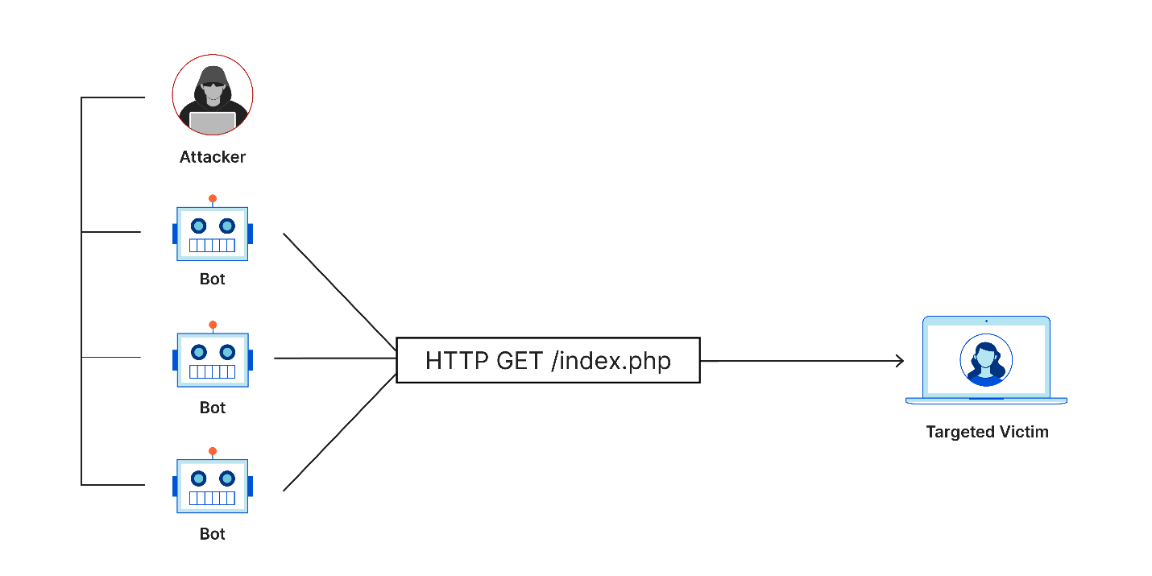 Attacker
Bot
Bot
Bot
HTTP GET /index.php
Targeted Victim